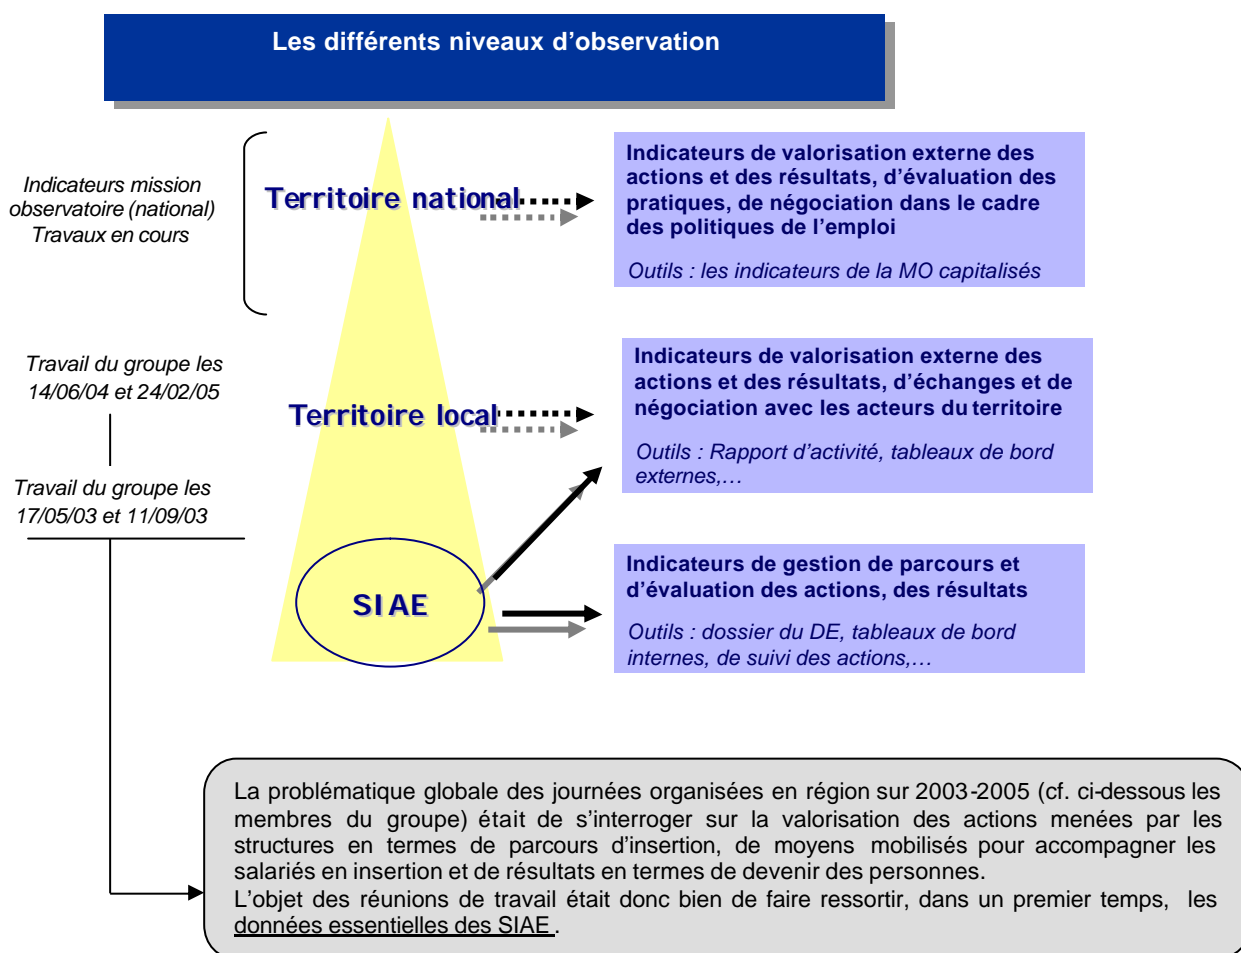 Les différents niveaux d'observation
Indicateurs mission
observatoire (national)
Travaux en cours
Territoire national
Indicateurs de valorisation externe des
actions et des résultats, d'évaluation des
pratiques, de négociation dans le cadre
des politiques de l'emploi
Outils : les indicateurs de la MO capitalisés
Travail du groupe les
14/06/04 et 24/02/05
Territoire local
Indicateurs de valorisation externe des
actions et des résultats, d'échanges et de
négociation avec les acteurs du territoire
Outils : Rapport d'activité, tableaux de bord
externes,…
Travail du groupe les
17/05/03 et 11/09/03
SIAE
Indicateurs de gestion de parcours et
d'évaluation des actions, des résultats
Outils : dossier du DE, tableaux de bord
internes, de suivi des actions,…
La problématique globale des journées organisées en région sur 2003-2005 (cf. ci-dessous les
membres du groupe) était de s'interroger sur la valorisation des actions menées par les
structures en termes de parcours d'insertion, de moyens mobilisés pour accompagner les
salariés en insertion et de résultats en termes de devenir des personnes.
L'objet des réunions de travail était donc bien de faire ressortir, dans un premier temps, les
données essentielles des SIAE .